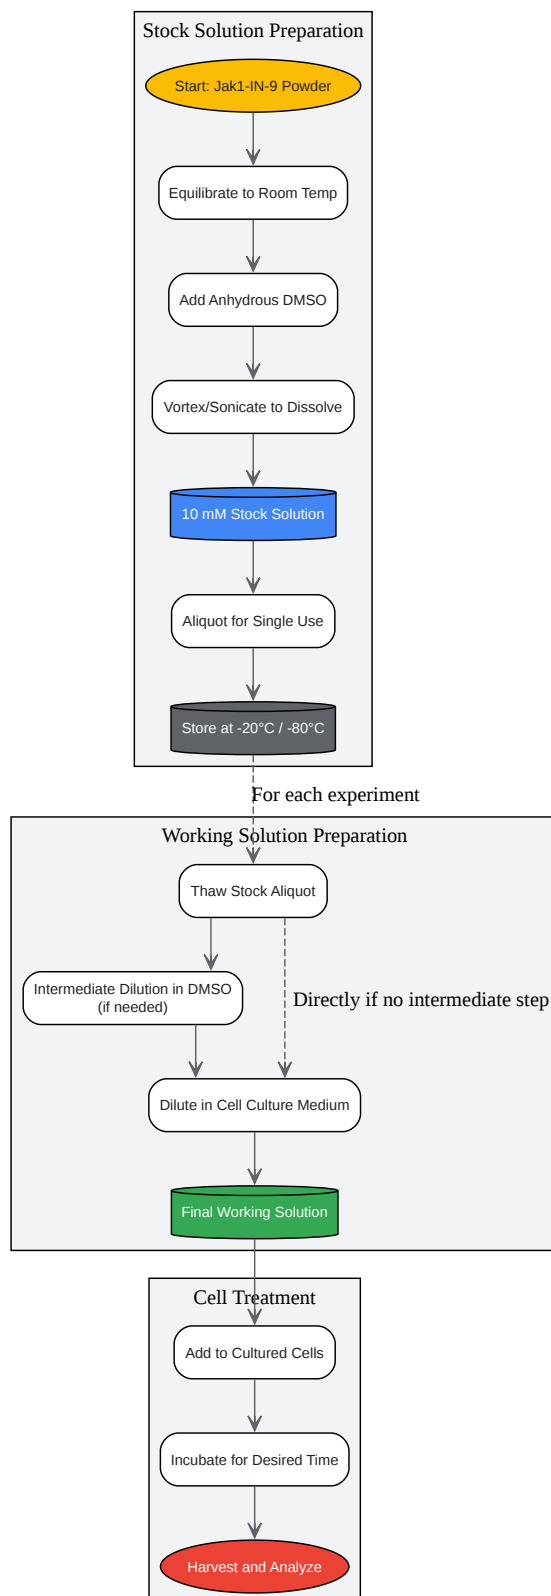 Stock Solution Preparation
Start: Jak1-IN-9 Powder
Equilibrate to Room Temp
Add Anhydrous DMSO
Vortex/Sonicate to Dissolve
10 mM Stock Solution
Aliquot for Single Use
Store at -20°C / -80°C
For each experiment
Working Solution Preparation
Thaw Stock Aliquot
Intermediate Dilution in DMSO
(if needed)
Directly if no intermediate step
Dilute in Cell Culture Medium
Final Working Solution
Cell Treatment
Add to Cultured Cells
Incubate for Desired Time
Harvest and Analyze